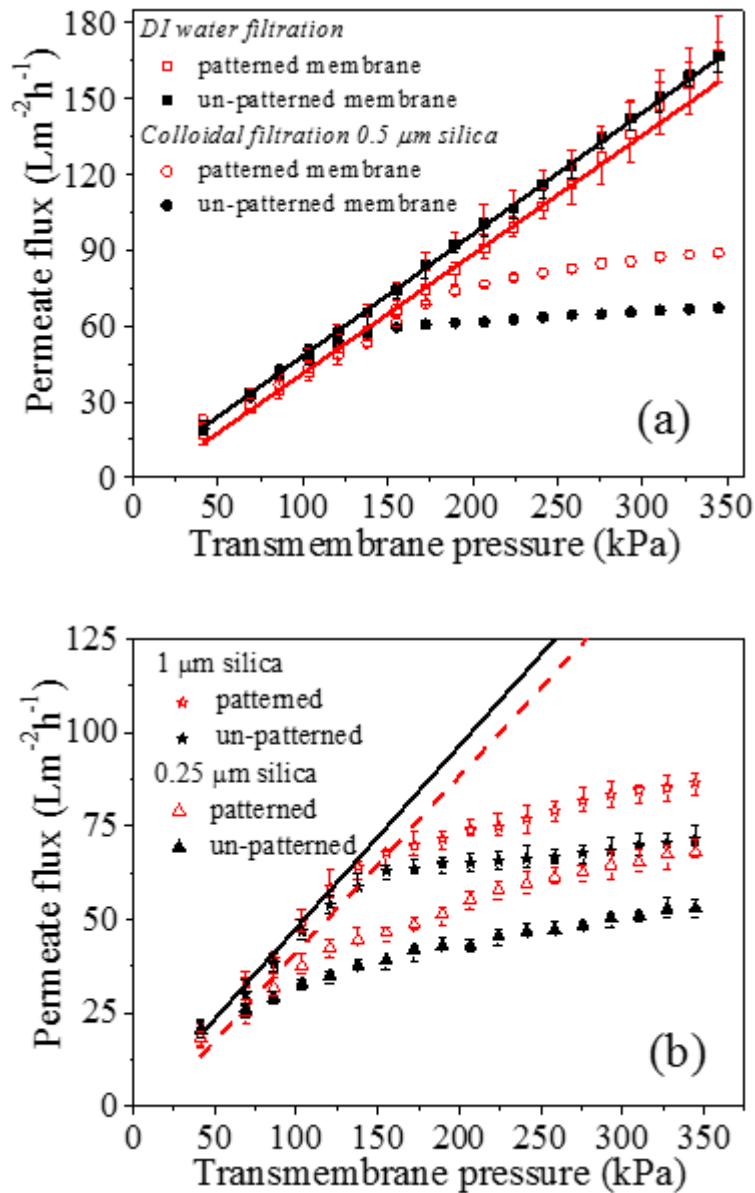 180
150
120
90
60
30
0
Permeate flux (Lm⁻²h⁻¹)
DI water filtration
patterned membrane
un-patterned membrane
Colloidal filtration 0.5 μm silica
patterned membrane
un-patterned membrane
(a)
0 50 100 150 200 250 300 350
Transmembrane pressure (kPa)
125
100
75
50
25
0
Permeate flux (Lm⁻²h⁻¹)
1 μm silica
patterned
un-patterned
0.25 μm silica
patterned
un-patterned
(b)
0 50 100 150 200 250 300 350
Transmembrane pressure (kPa)